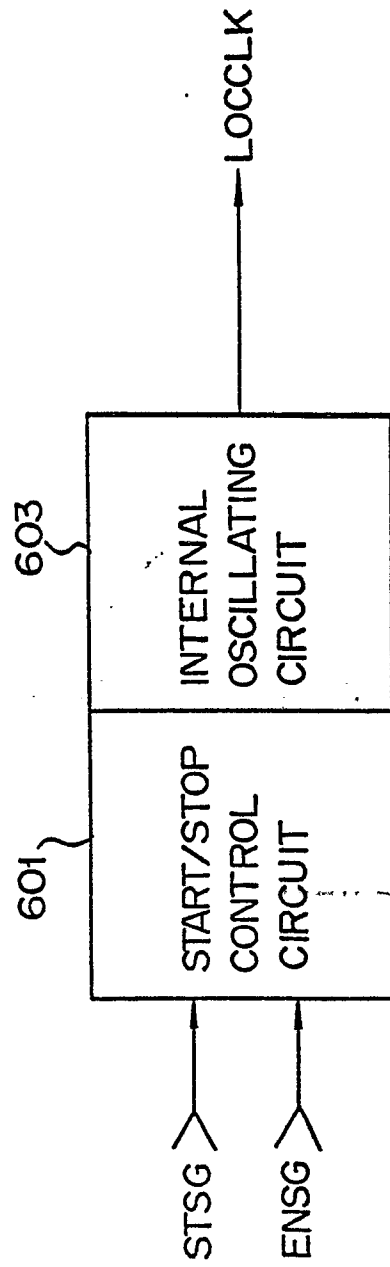 601
603
STSG
ENSG
START/STOP
CONTROL
CIRCUIT
INTERNAL
OSCILLATING
CIRCUIT
LOCCLK